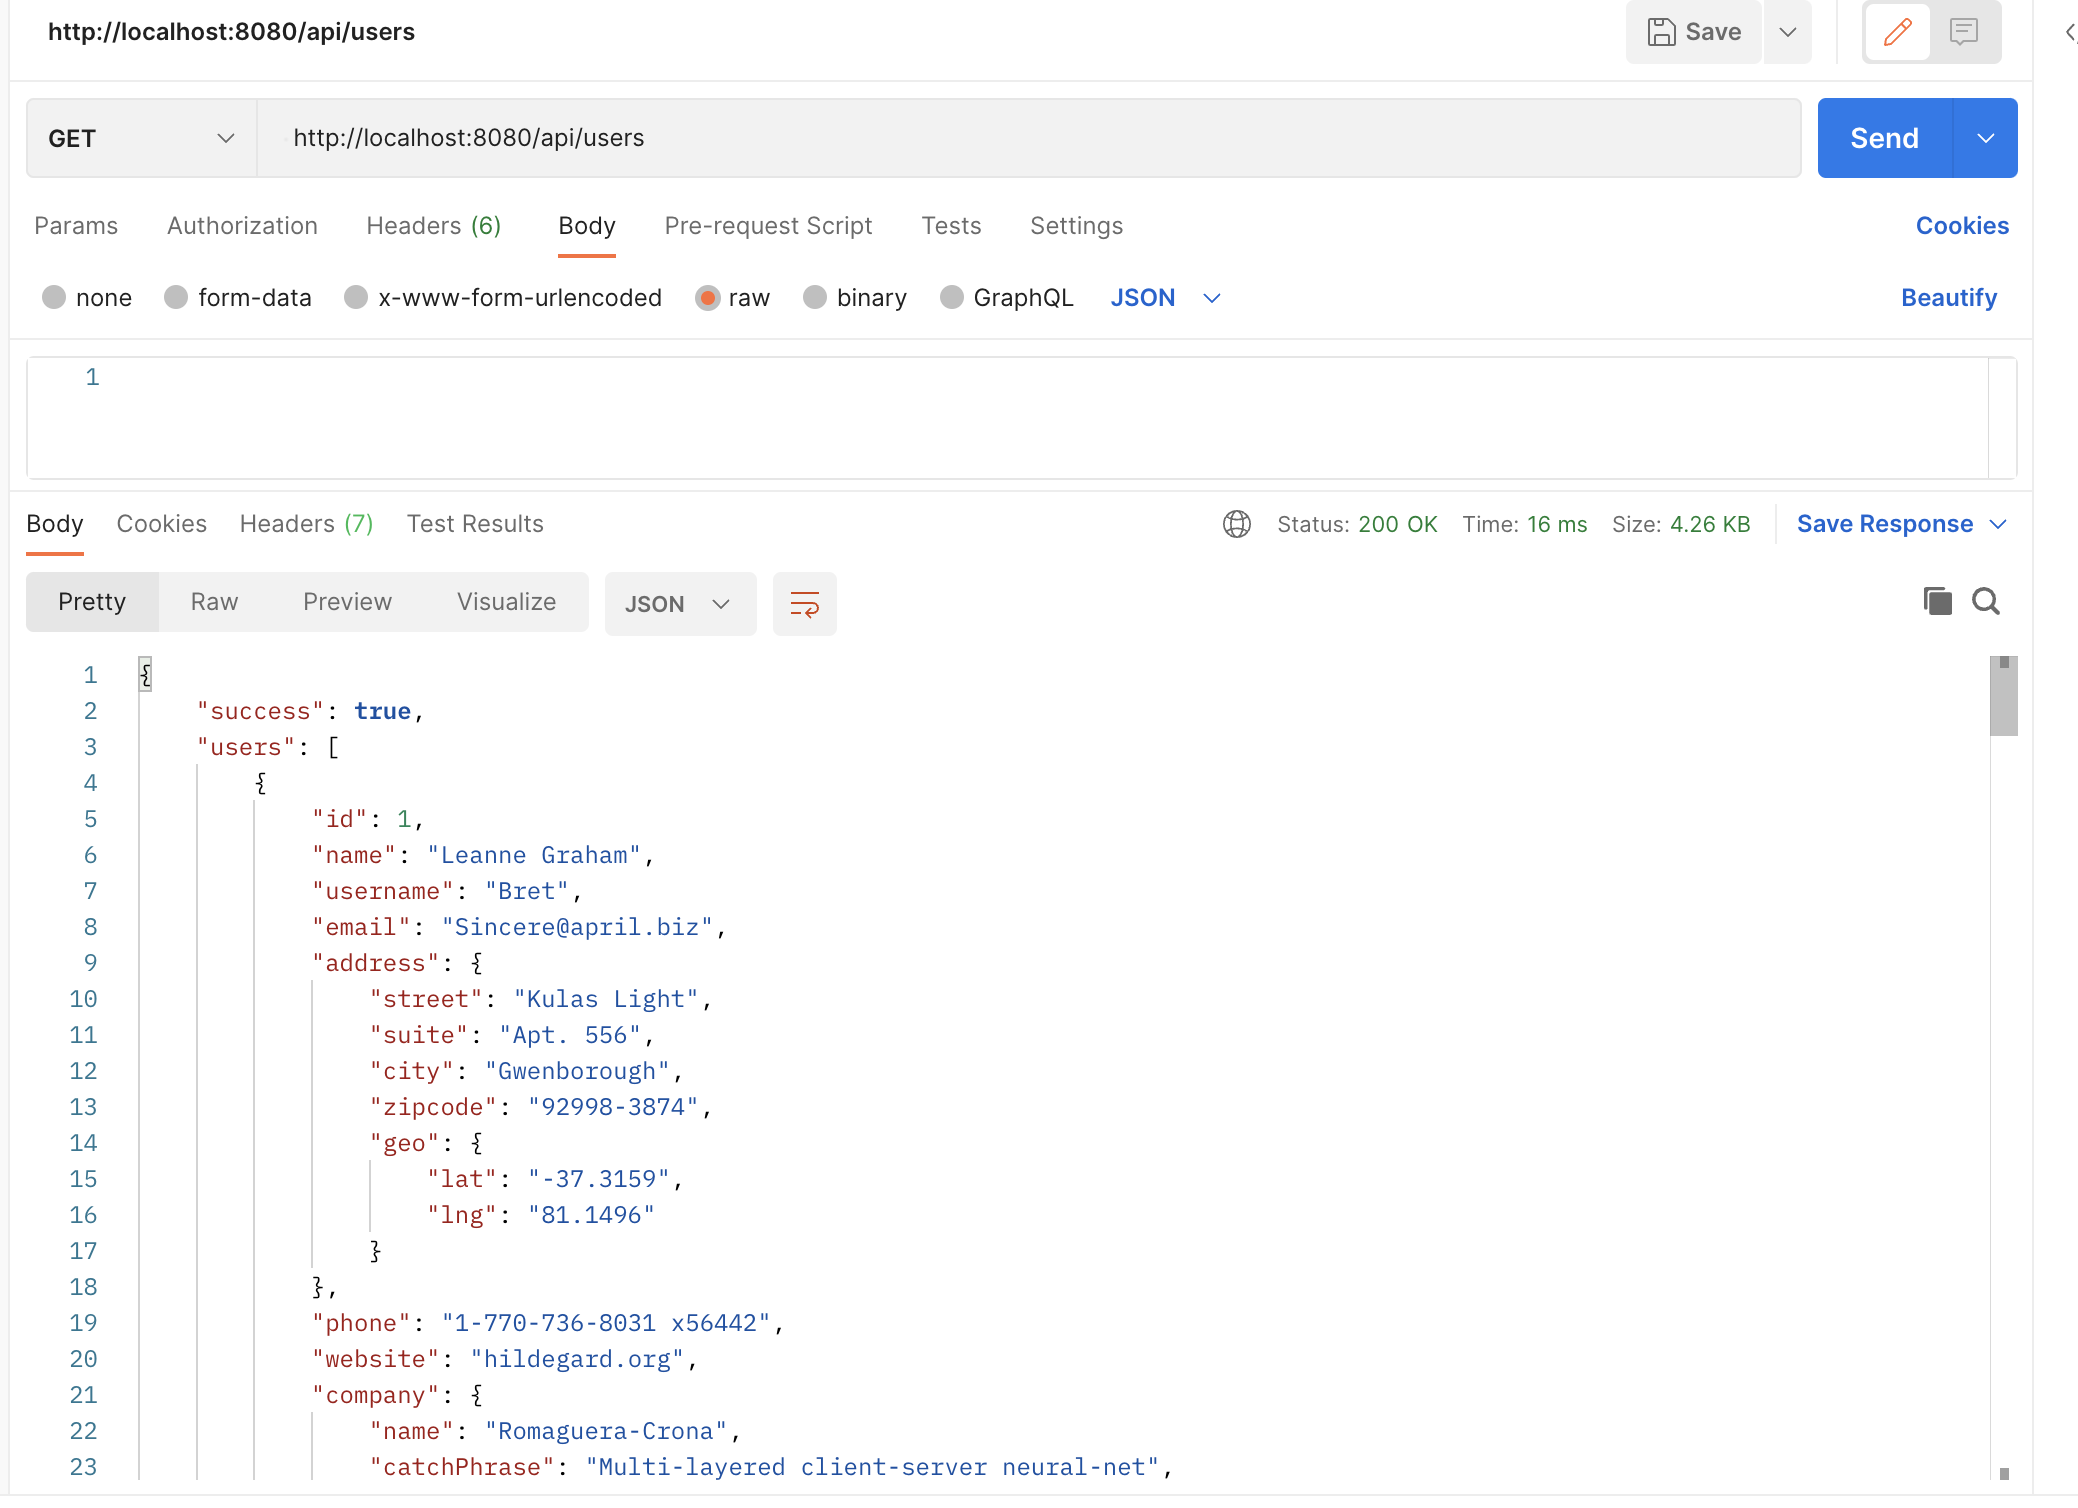 http://localhost:8080/api/users Save
GET http://localhost:8080/api/users Send
Params Authorization Headers (6) Body Pre-request Script Tests Settings Cookies
none form-data x-www-form-urlencoded raw binary GraphQL JSON Beautify
1
Body Cookies Headers (7) Test Results Status: 200 OK Time: 16 ms Size: 4.26 KB Save Response
Pretty Raw Preview Visualize JSON
1 {
2 "success": true,
3 "users": [
4 {
5 "id": 1,
6 "name": "Leanne Graham",
7 "username": "Bret",
8 "email": "Sincere@april.biz",
9 "address": {
10 "street": "Kulas Light",
11 "suite": "Apt. 556",
12 "city": "Gwenborough",
13 "zipcode": "92998-3874",
14 "geo": {
15 "lat": "-37.3159",
16 "lng": "81.1496"
17 }
18 },
19 "phone": "1-770-736-8031 x56442",
20 "website": "hildegard.org",
21 "company": {
22 "name": "Romaguera-Crona",
23 "catchPhrase": "Multi-layered client-server neural-net",